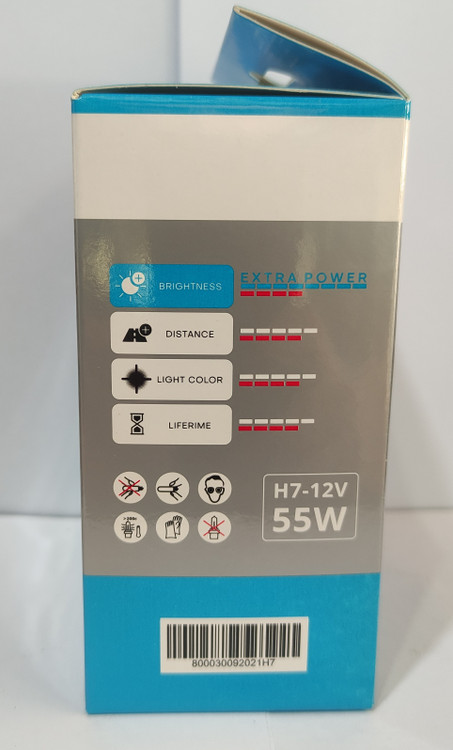 EXTRA POWER
BRIGHTNESS
DISTANCE
LIGHT COLOR
LIFERIME
H7-12V
55W
800030092021H7